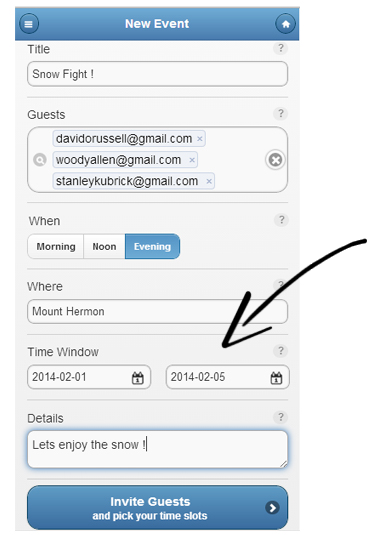 New Event
Title ?
Snow Fight !
Guests ?
davidorussell@gmail.com ×
woodyallen@gmail.com ×
stanleykubrick@gmail.com ×
When ?
Morning Noon Evening
Where ?
Mount Hermon
Time Window ?
2014-02-01 2014-02-05
Details ?
Lets enjoy the snow !
Invite Guests
and pick your time slots